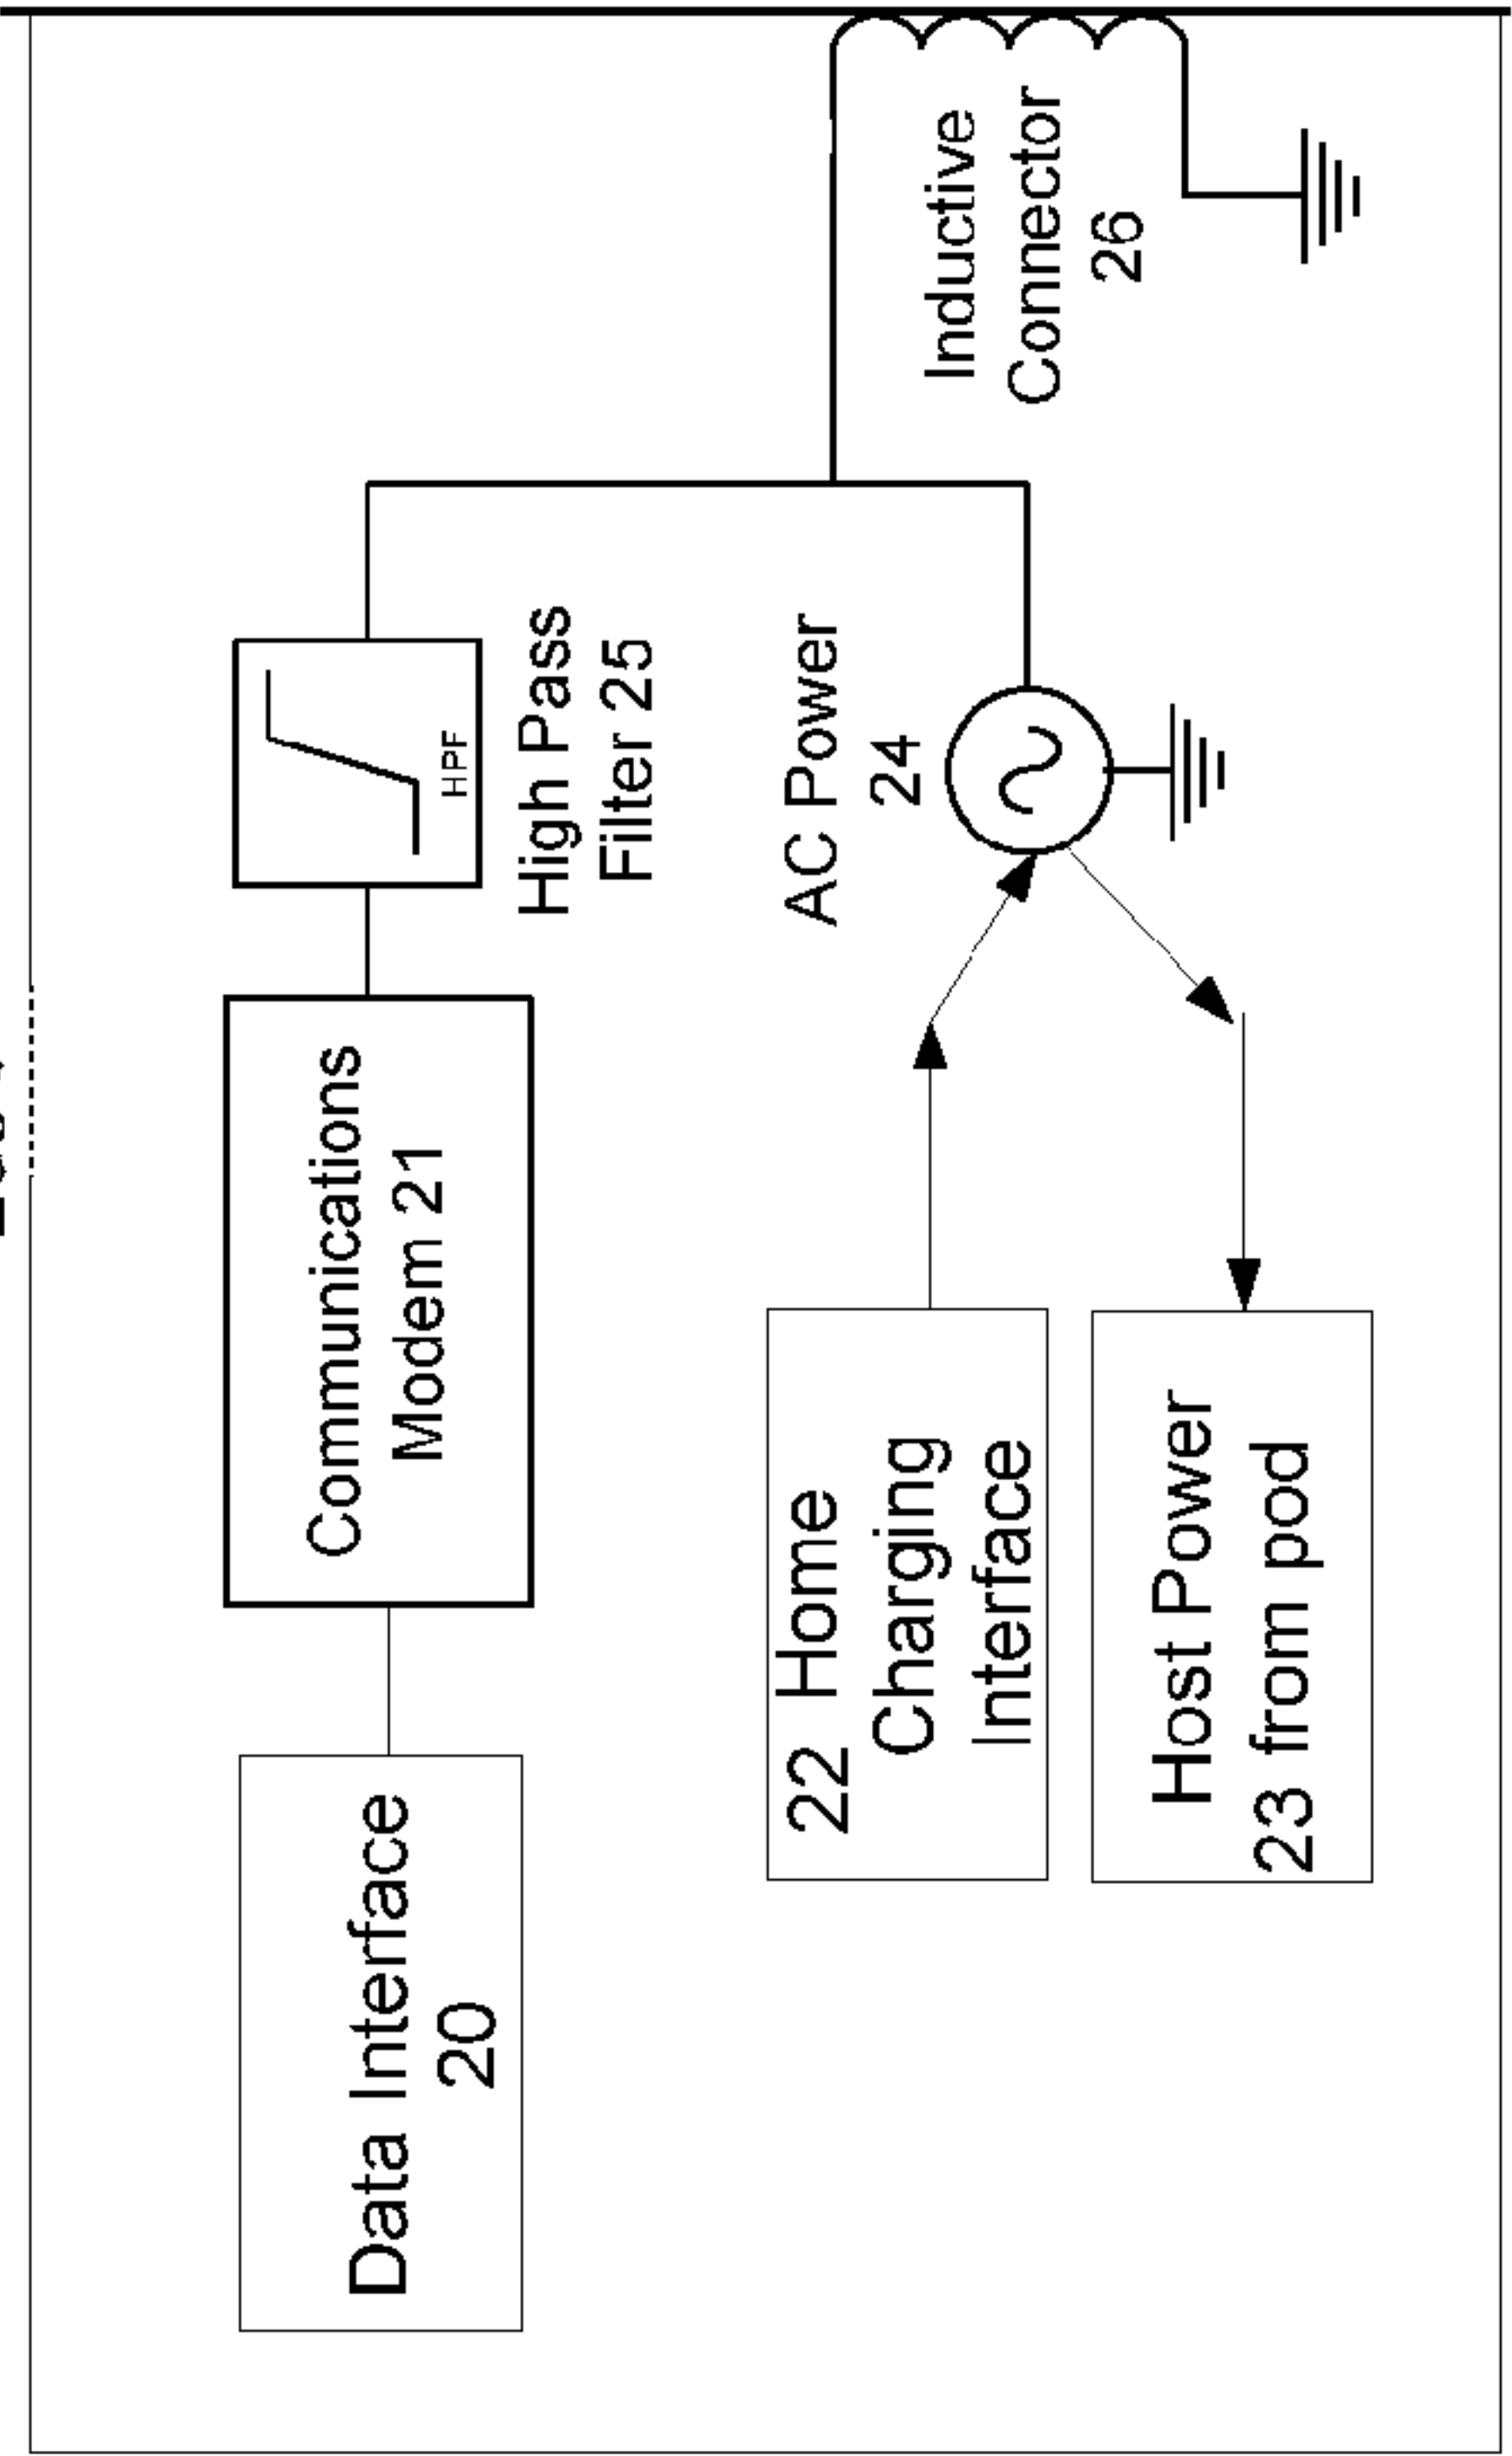 Data Interface
20
Communications
Modem 21
HPF
High Pass
Filter 25
22 Home
Charging
Interface
Host Power
23 from pod
AC Power
24
Inductive
Connector
26